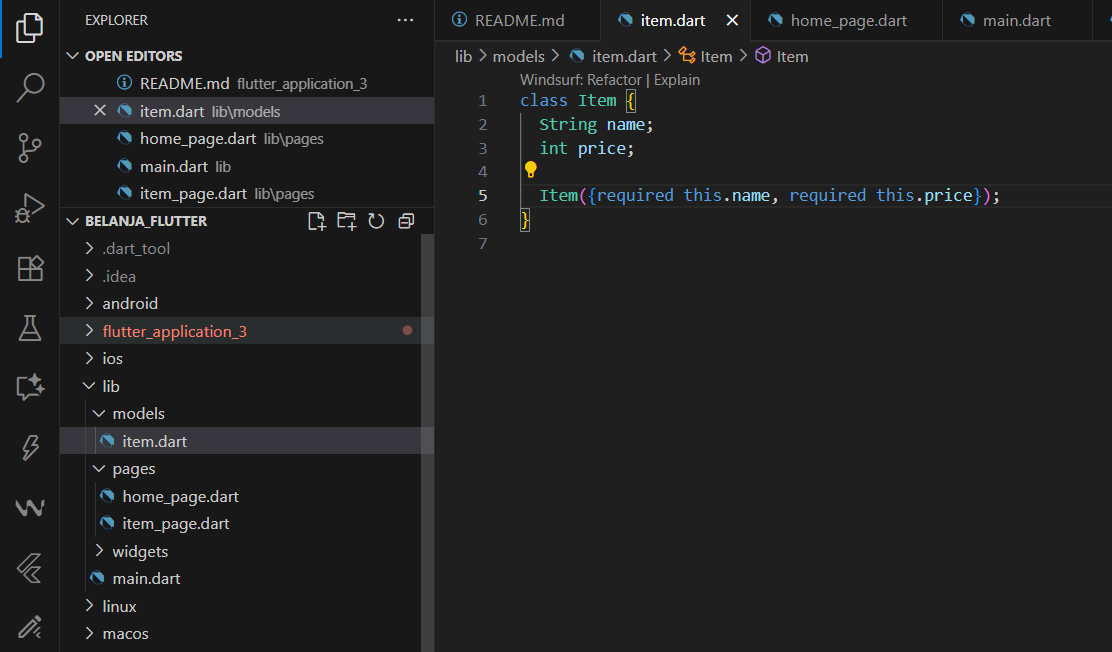 EXPLORER
...
OPEN EDITORS
README.md flutter_application_3
item.dart lib\models
home_page.dart lib\pages
main.dart lib
item_page.dart lib\pages
BELANJA_FLUTTER
.dart_tool
.idea
android
flutter_application_3
ios
lib
models
item.dart
pages
home_page.dart
item_page.dart
widgets
main.dart
linux
macos
README.md
item.dart
home_page.dart
main.dart
lib > models > item.dart > Item > Item
Windsurf: Refactor | Explain
1 class Item {
2 String name;
3 int price;
4
5 Item({required this.name, required this.price});
6 }
7